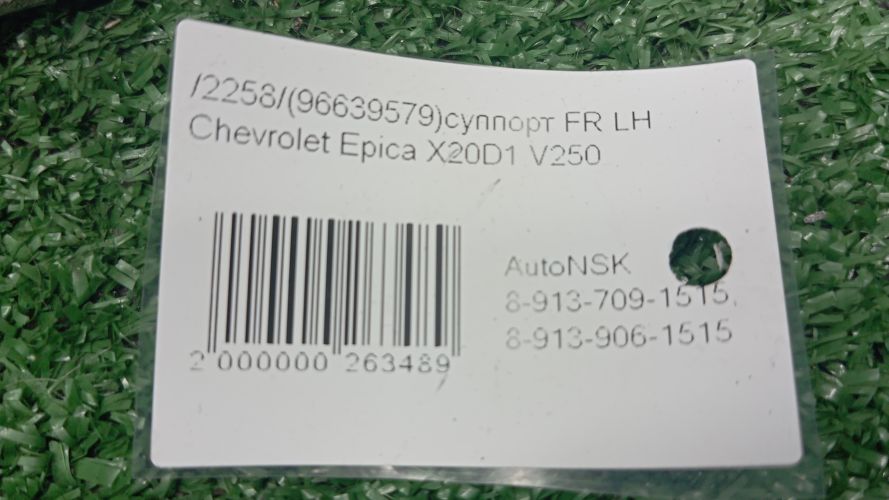 /2258/(96639579)суппорт FR LH
Chevrolet Epica X20D1 V250
AutoNSK
8-913-709-1515,
8-913-906-1515
2 000000 263489